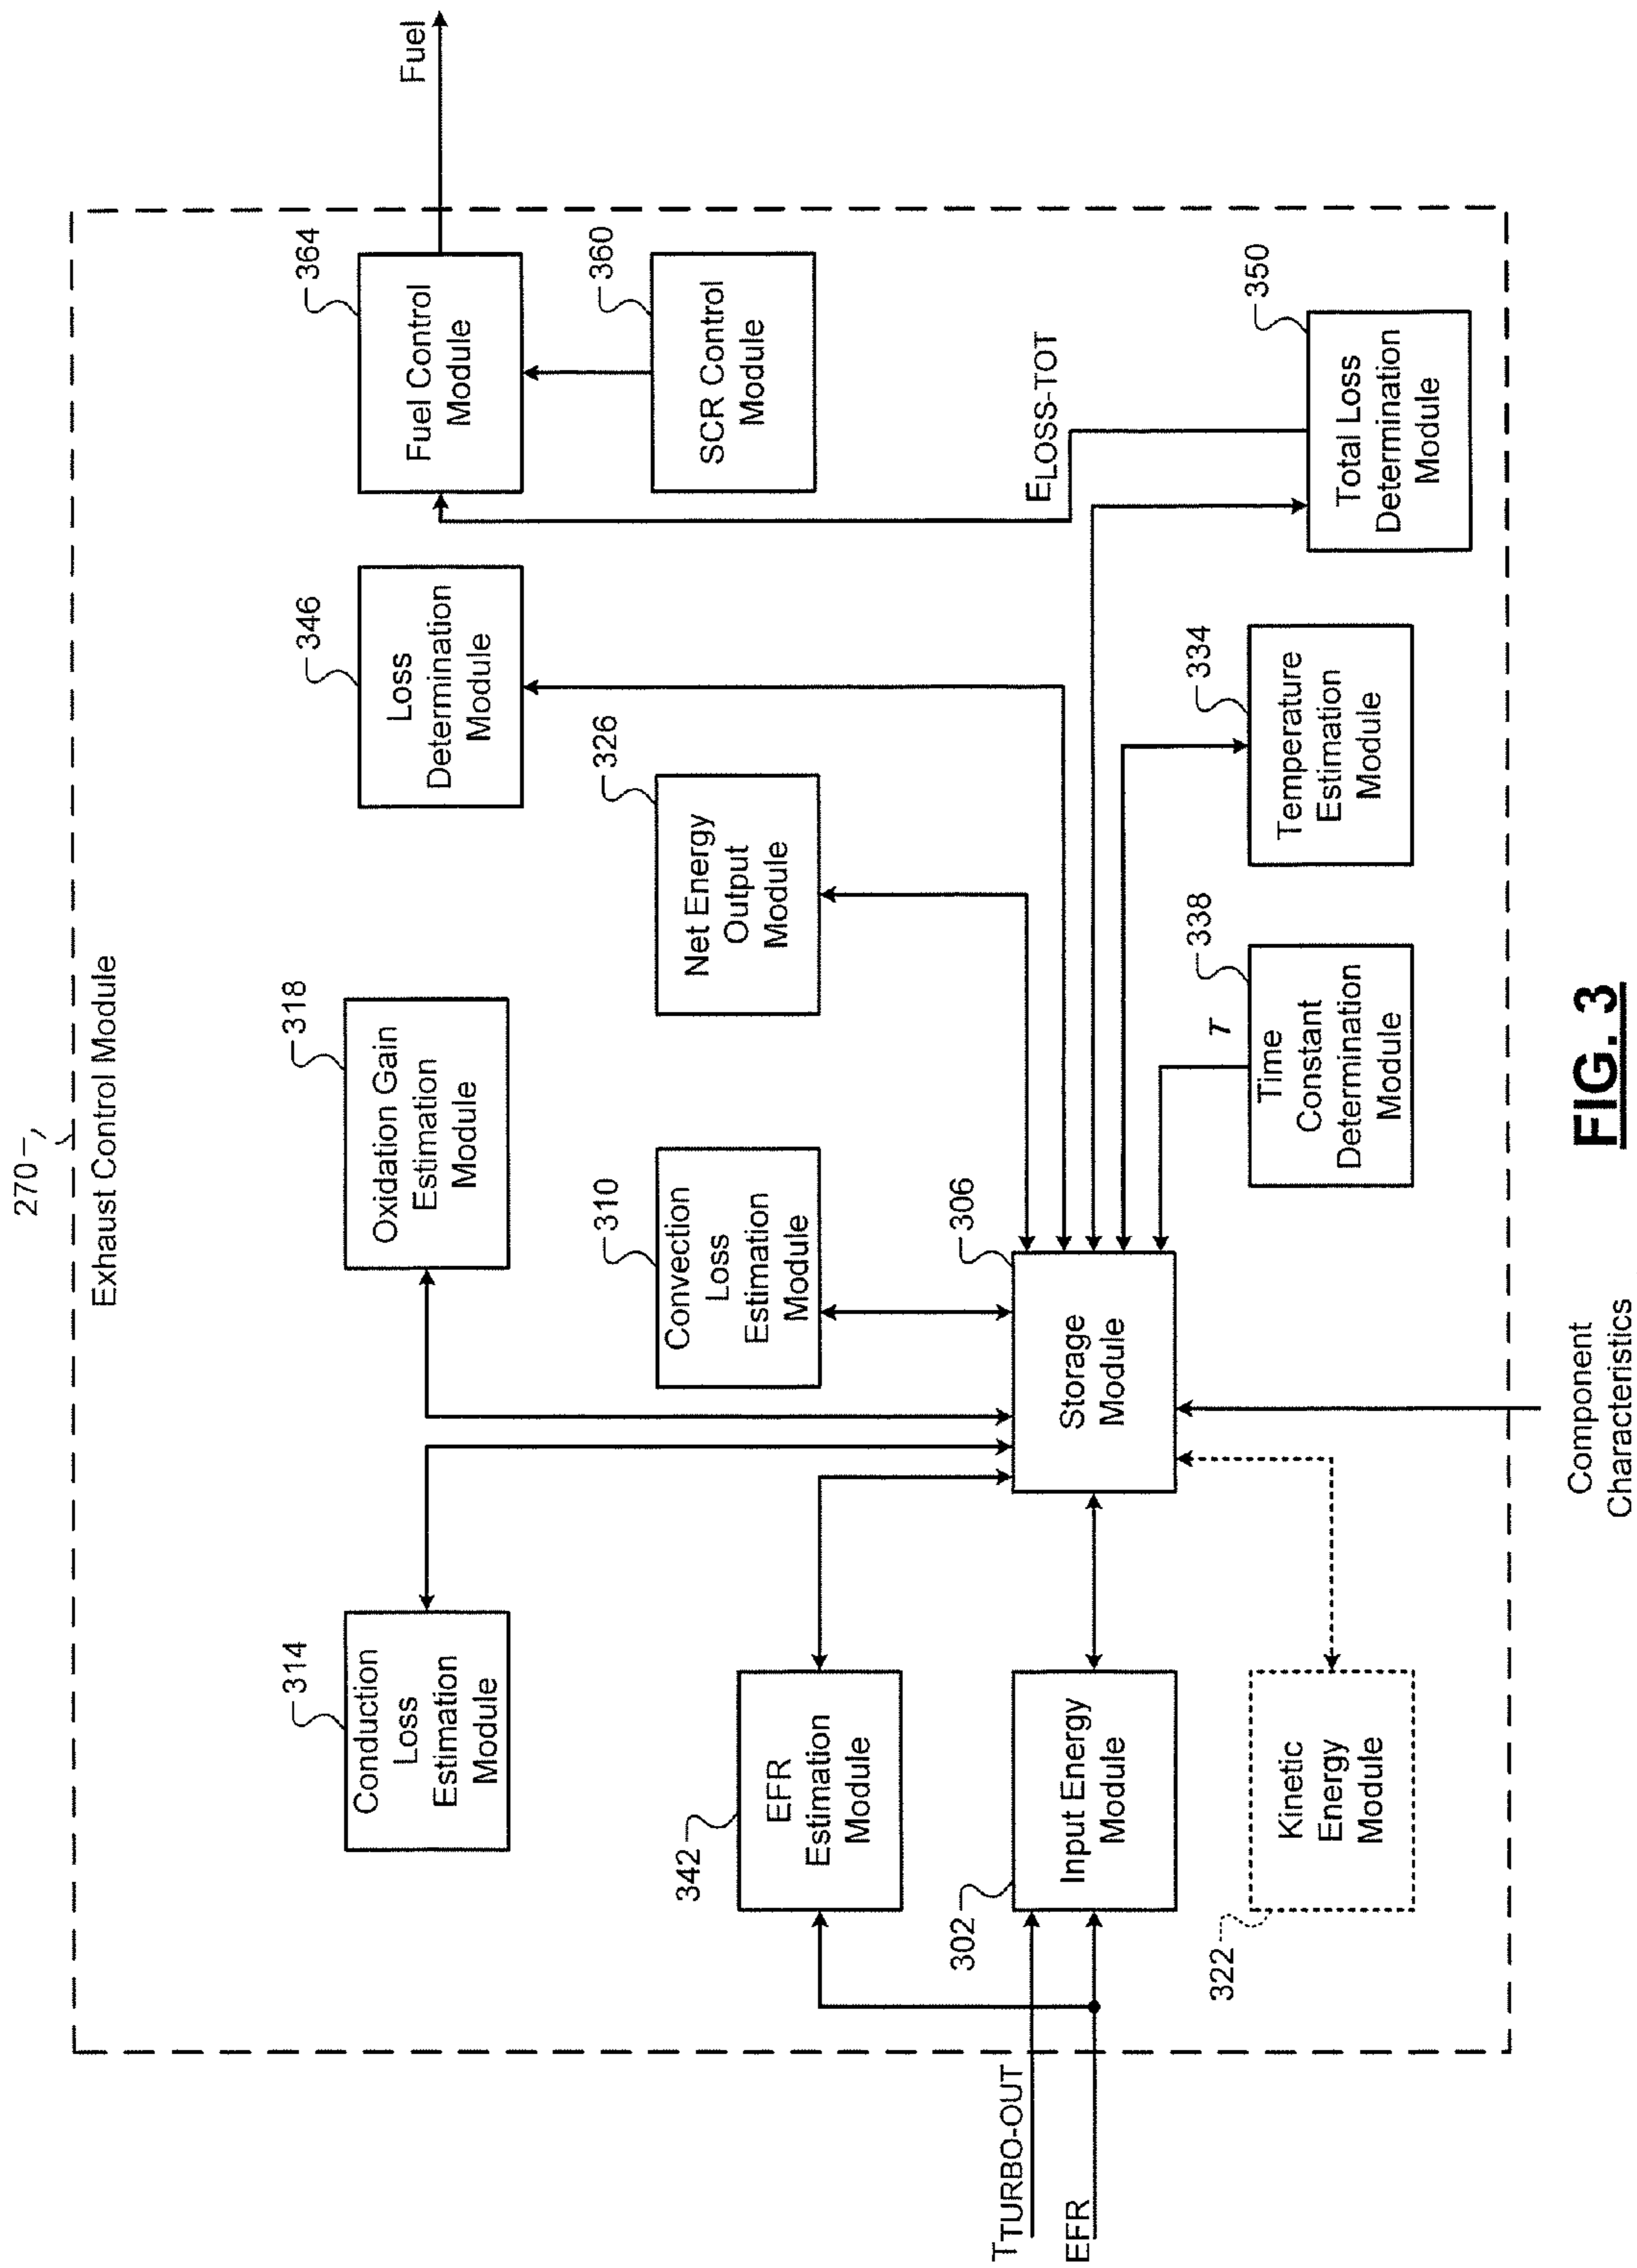 270
Exhaust Control Module
314
Conduction
Loss
Estimation
Module
318
Oxidation Gain
Estimation
Module
346
Loss
Determination
Module
364
Fuel Control
Module
Fuel
342
EFR
Estimation
Module
310
Convection
Loss
Estimation
Module
326
Net Energy
Output
Module
360
SCR Control
Module
TTURBO-OUT
EFR
302
Input Energy
Module
306
Storage
Module
ELOSS-TOT
322
Kinetic
Energy
Module
338
τ
Time
Constant
Determination
Module
334
Temperature
Estimation
Module
350
Total Loss
Determination
Module
Component
Characteristics
FIG. 3